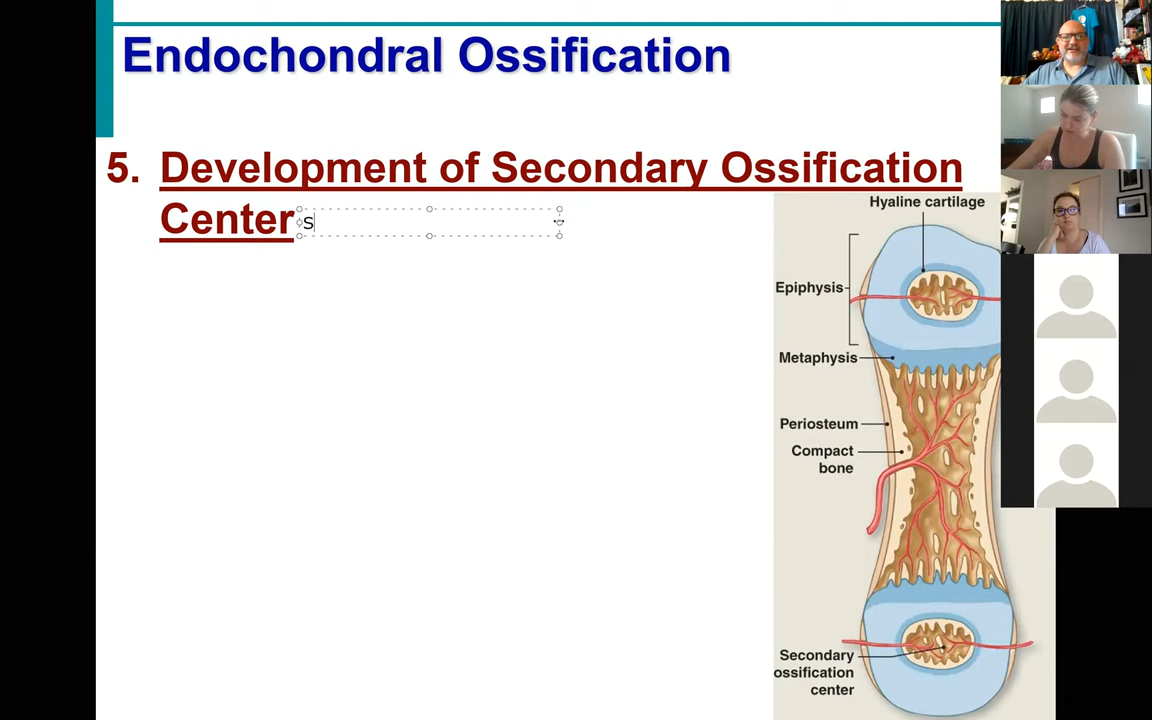 Endochondral Ossification
5. Development of Secondary Ossification
Center s
Hyaline cartilage
Epiphysis
Metaphysis
Periosteum
Compact
bone
Secondary
ossification
center